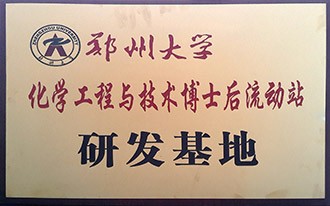 郑州大学
化学工程与技术博士后流动站
研发基地